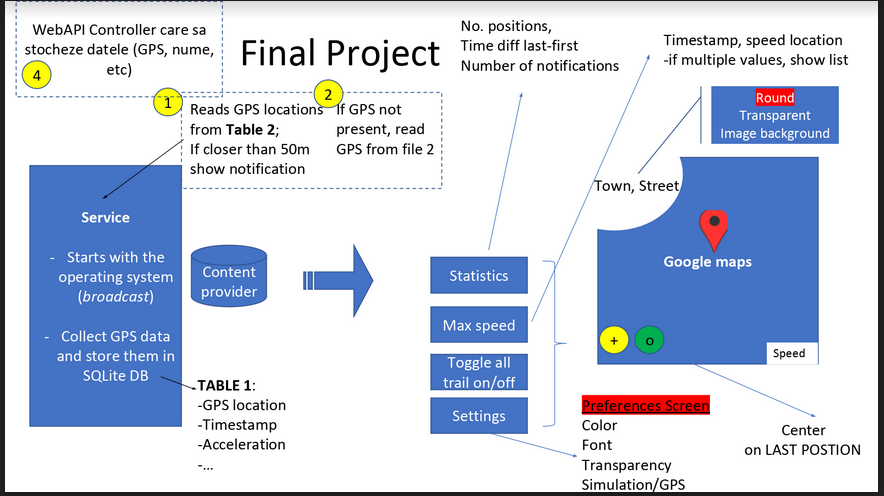 WebAPI Controller care sa
stocheze datele (GPS, nume,
etc)
4
Final Project
No. positions,
Time diff last-first
Number of notifications
Timestamp, speed location
-if multiple values, show list
1
Reads GPS locations
from Table 2;
If closer than 50m
show notification
2
If GPS not
present, read
GPS from file 2
Round
Transparent
Image background
Service
- Starts with the
operating system
(broadcast)
- Collect GPS data
and store them in
SQLite DB
Content
provider
TABLE 1:
-GPS location
-Timestamp
-Acceleration
-...
Statistics
Max speed
Toggle all
trail on/off
Settings
Town, Street
Google maps
+
o
Speed
Preferences Screen
Color
Font
Transparency
Simulation/GPS
Center
on LAST POSTION